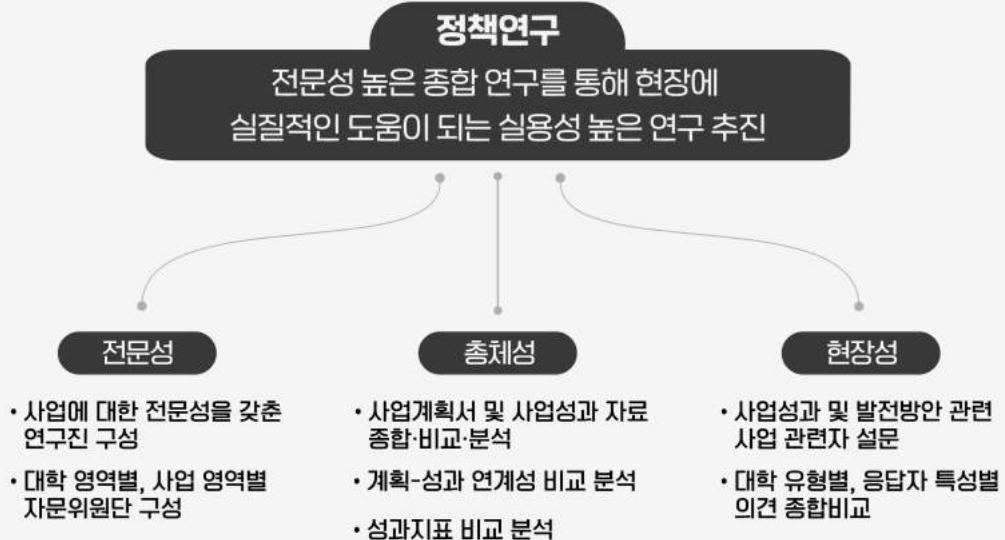 정책연구
전문성 높은 종합 연구를 통해 현장에
실질적인 도움이 되는 실용성 높은 연구 추진
전문성
• 사업에 대한 전문성을 갖춘
연구진 구성
• 대학 영역별, 사업 영역별
자문위원단 구성
총체성
• 사업계획서 및 사업성과 자료
종합·비교·분석
• 계획-성과 연계성 비교 분석
• 성과지표 비교 분석
현장성
• 사업성과 및 발전방안 관련
사업 관련자 설문
• 대학 유형별, 응답자 특성별
의견 종합비교